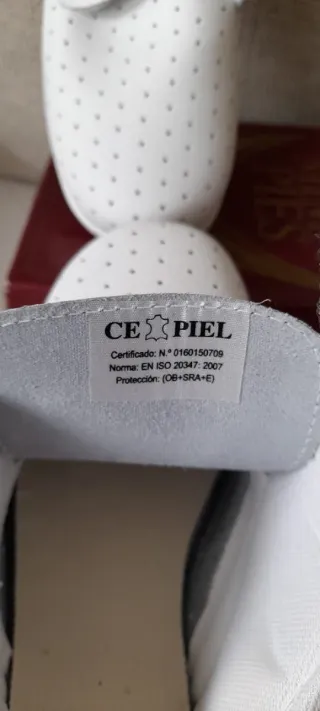 CE PIEL
Certificado: N.º 0160150709
Norma: EN ISO 20347: 2007
Protección: (OB+SRA+E)